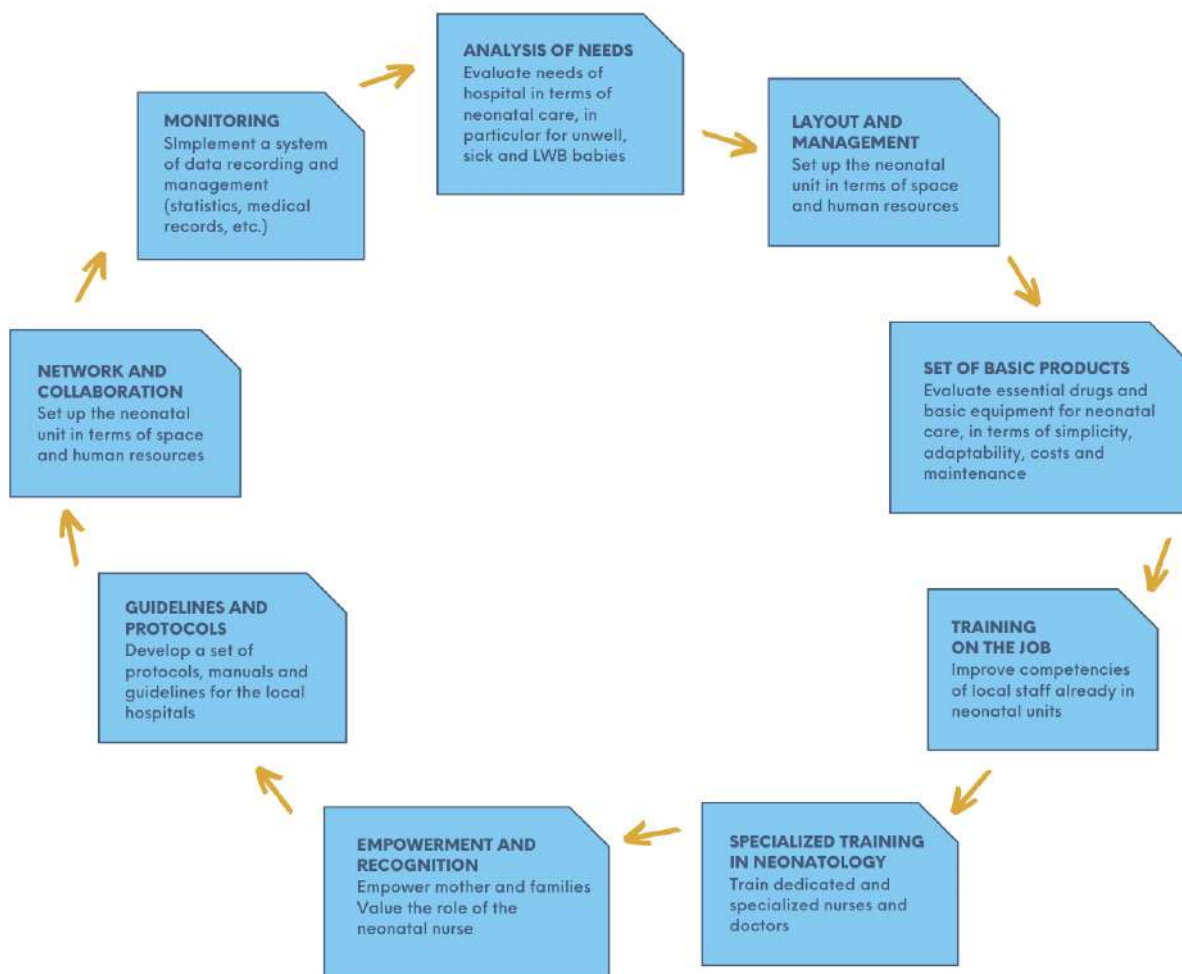 ANALYSIS OF NEEDS
Evaluate needs of
hospital in terms of
neonatal care, in
particular for unwell,
sick and LWB babies
LAYOUT AND
MANAGEMENT
Set up the neonatal
unit in terms of space
and human resources
SET OF BASIC PRODUCTS
Evaluate essential drugs and
basic equipment for neonatal
care, in terms of simplicity,
adaptability, costs and
maintenance
TRAINING
ON THE JOB
Improve competencies
of local staff already in
neonatal units
SPECIALIZED TRAINING
IN NEONATOLOGY
Train dedicated and
specialized nurses and
doctors
EMPOWERMENT AND
RECOGNITION
Empower mother and families
Value the role of the
neonatal nurse
GUIDELINES AND
PROTOCOLS
Develop a set of
protocols, manuals and
guidelines for the local
hospitals
NETWORK AND
COLLABORATION
Set up the neonatal
unit in terms of space
and human resources
MONITORING
SImplement a system
of data recording and
management
(statistics, medical
records, etc.)